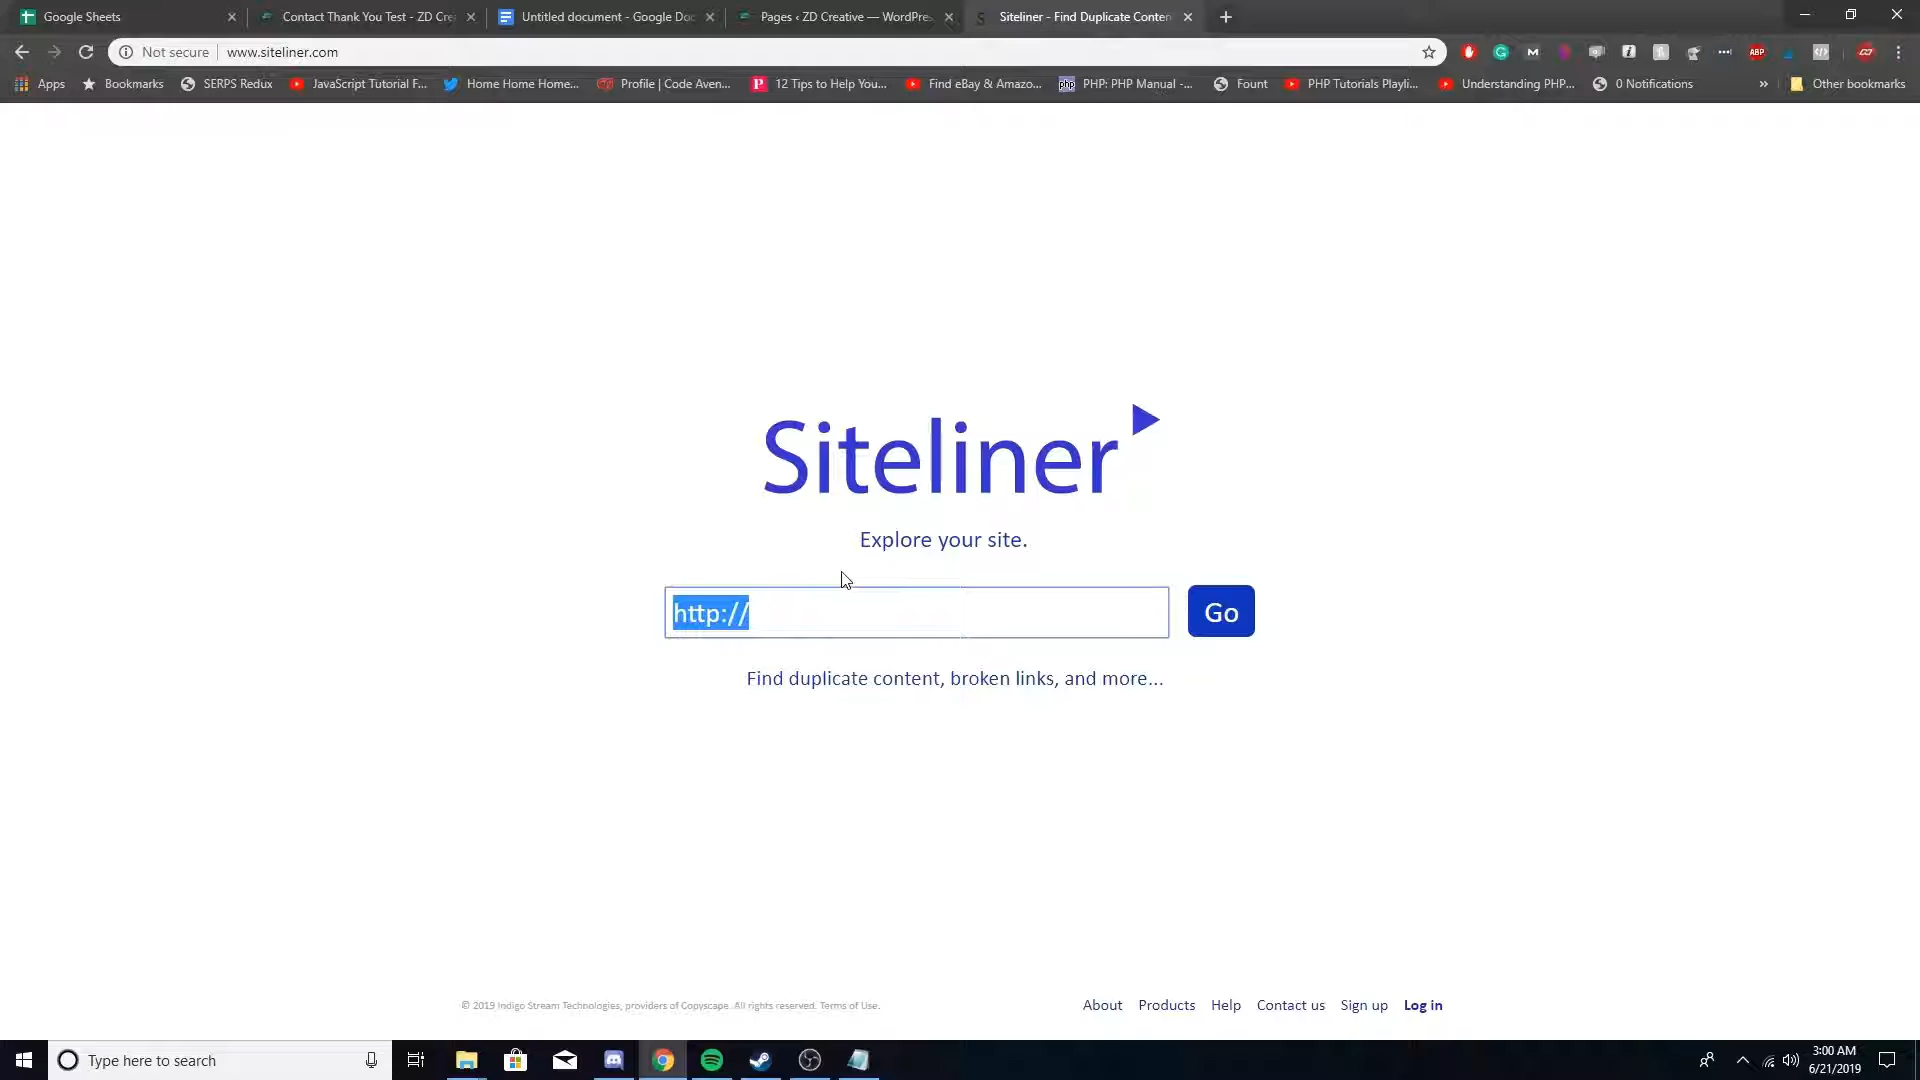 Google Sheets
Contact Thank You Test - ZD Cre
Untitled document - Google Doc
Pages ‹ ZD Creative — WordPres
Siteliner - Find Duplicate Conten
Not secure
www.siteliner.com
Apps
Bookmarks
SERPS Redux
JavaScript Tutorial F...
Home Home Home...
Profile | Code Aven...
12 Tips to Help You...
Find eBay & Amazo...
PHP: PHP Manual -...
Fount
PHP Tutorials Playli...
Understanding PHP...
0 Notifications
»
Other bookmarks
Siteliner
Explore your site.
http://
Go
Find duplicate content, broken links, and more...
© 2019 Indigo Stream Technologies, providers of Copyscape. All rights reserved. Terms of Use.
About Products Help Contact us Sign up Log in
Type here to search
3:00 AM
6/21/2019